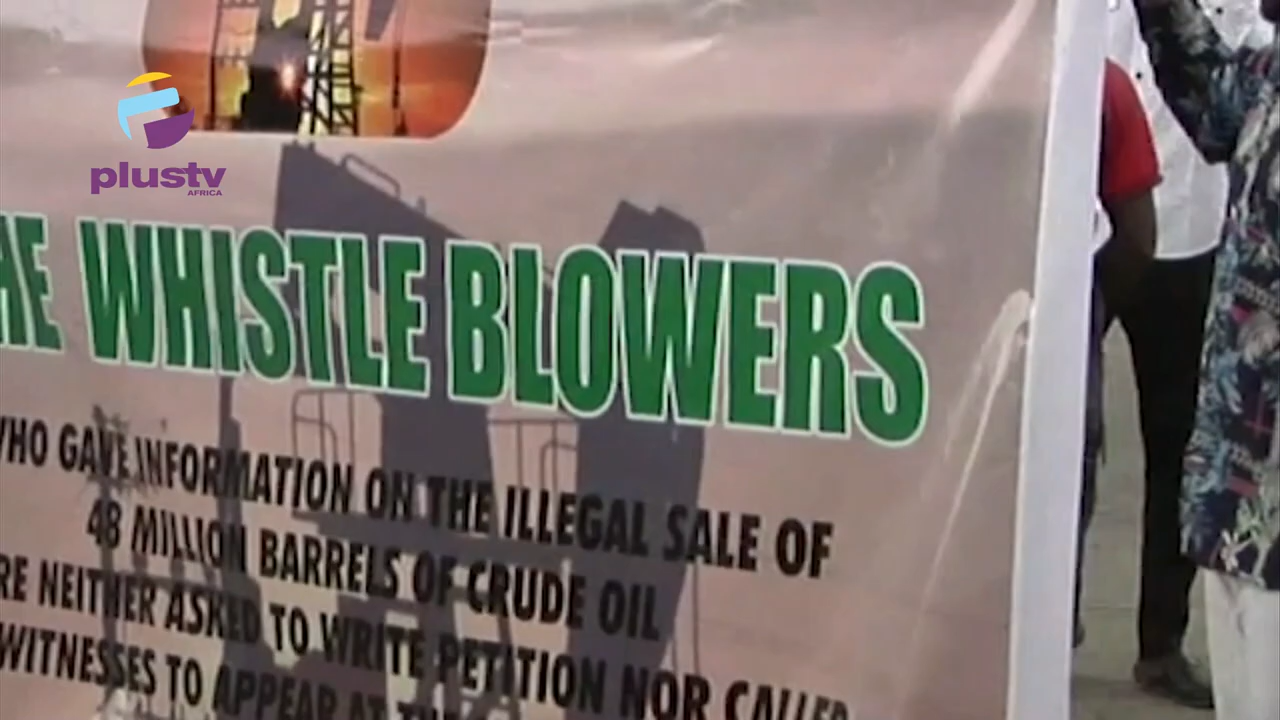 plustv
AFRICA
HE WHISTLE BLOWERS
WHO GAVE INFORMATION ON THE ILLEGAL SALE OF
48 MILLION BARRELS OF CRUDE OIL
RE NEITHER ASKED TO WRITE PETITION NOR CALLED
WITNESSES TO APPEAR AT THE